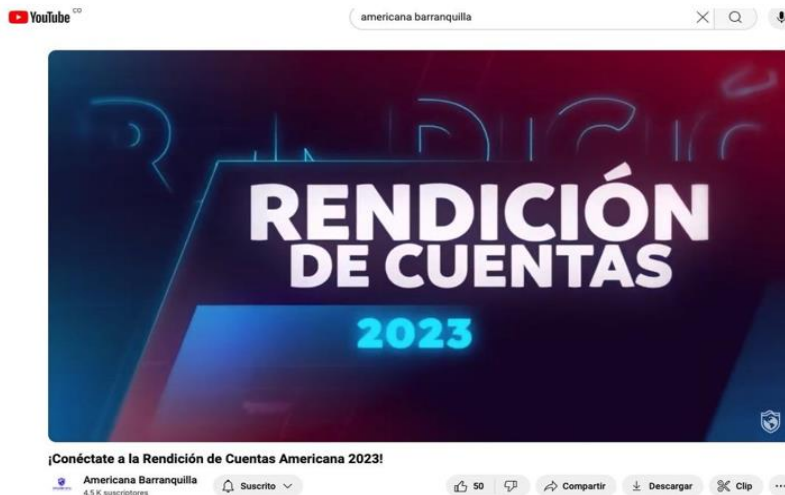 YouTube CO
americana barranquilla
RENDICIÓN
RENDICIÓN
DE CUENTAS
2023
¡Conéctate a la Rendición de Cuentas Americana 2023!
Americana Barranquilla
4.5 K suscriptores
Suscrito
50
Compartir
Descargar
Clip
...